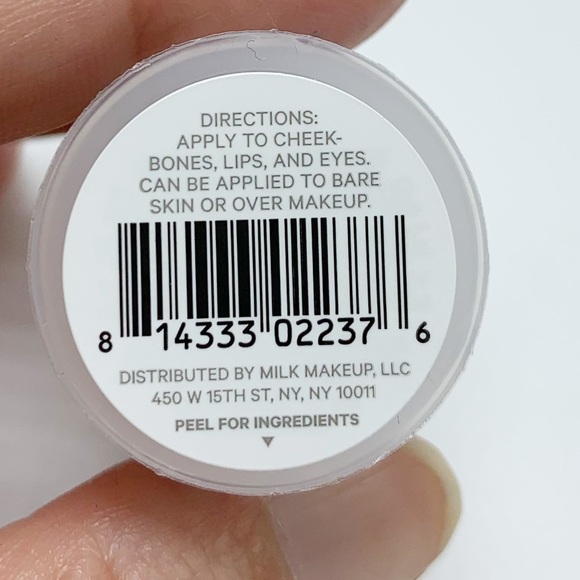 DIRECTIONS:
APPLY TO CHEEK-
BONES, LIPS, AND EYES.
CAN BE APPLIED TO BARE
SKIN OR OVER MAKEUP.
8 14333 02237 6
DISTRIBUTED BY MILK MAKEUP, LLC
450 W 15TH ST, NY, NY 10011
PEEL FOR INGREDIENTS